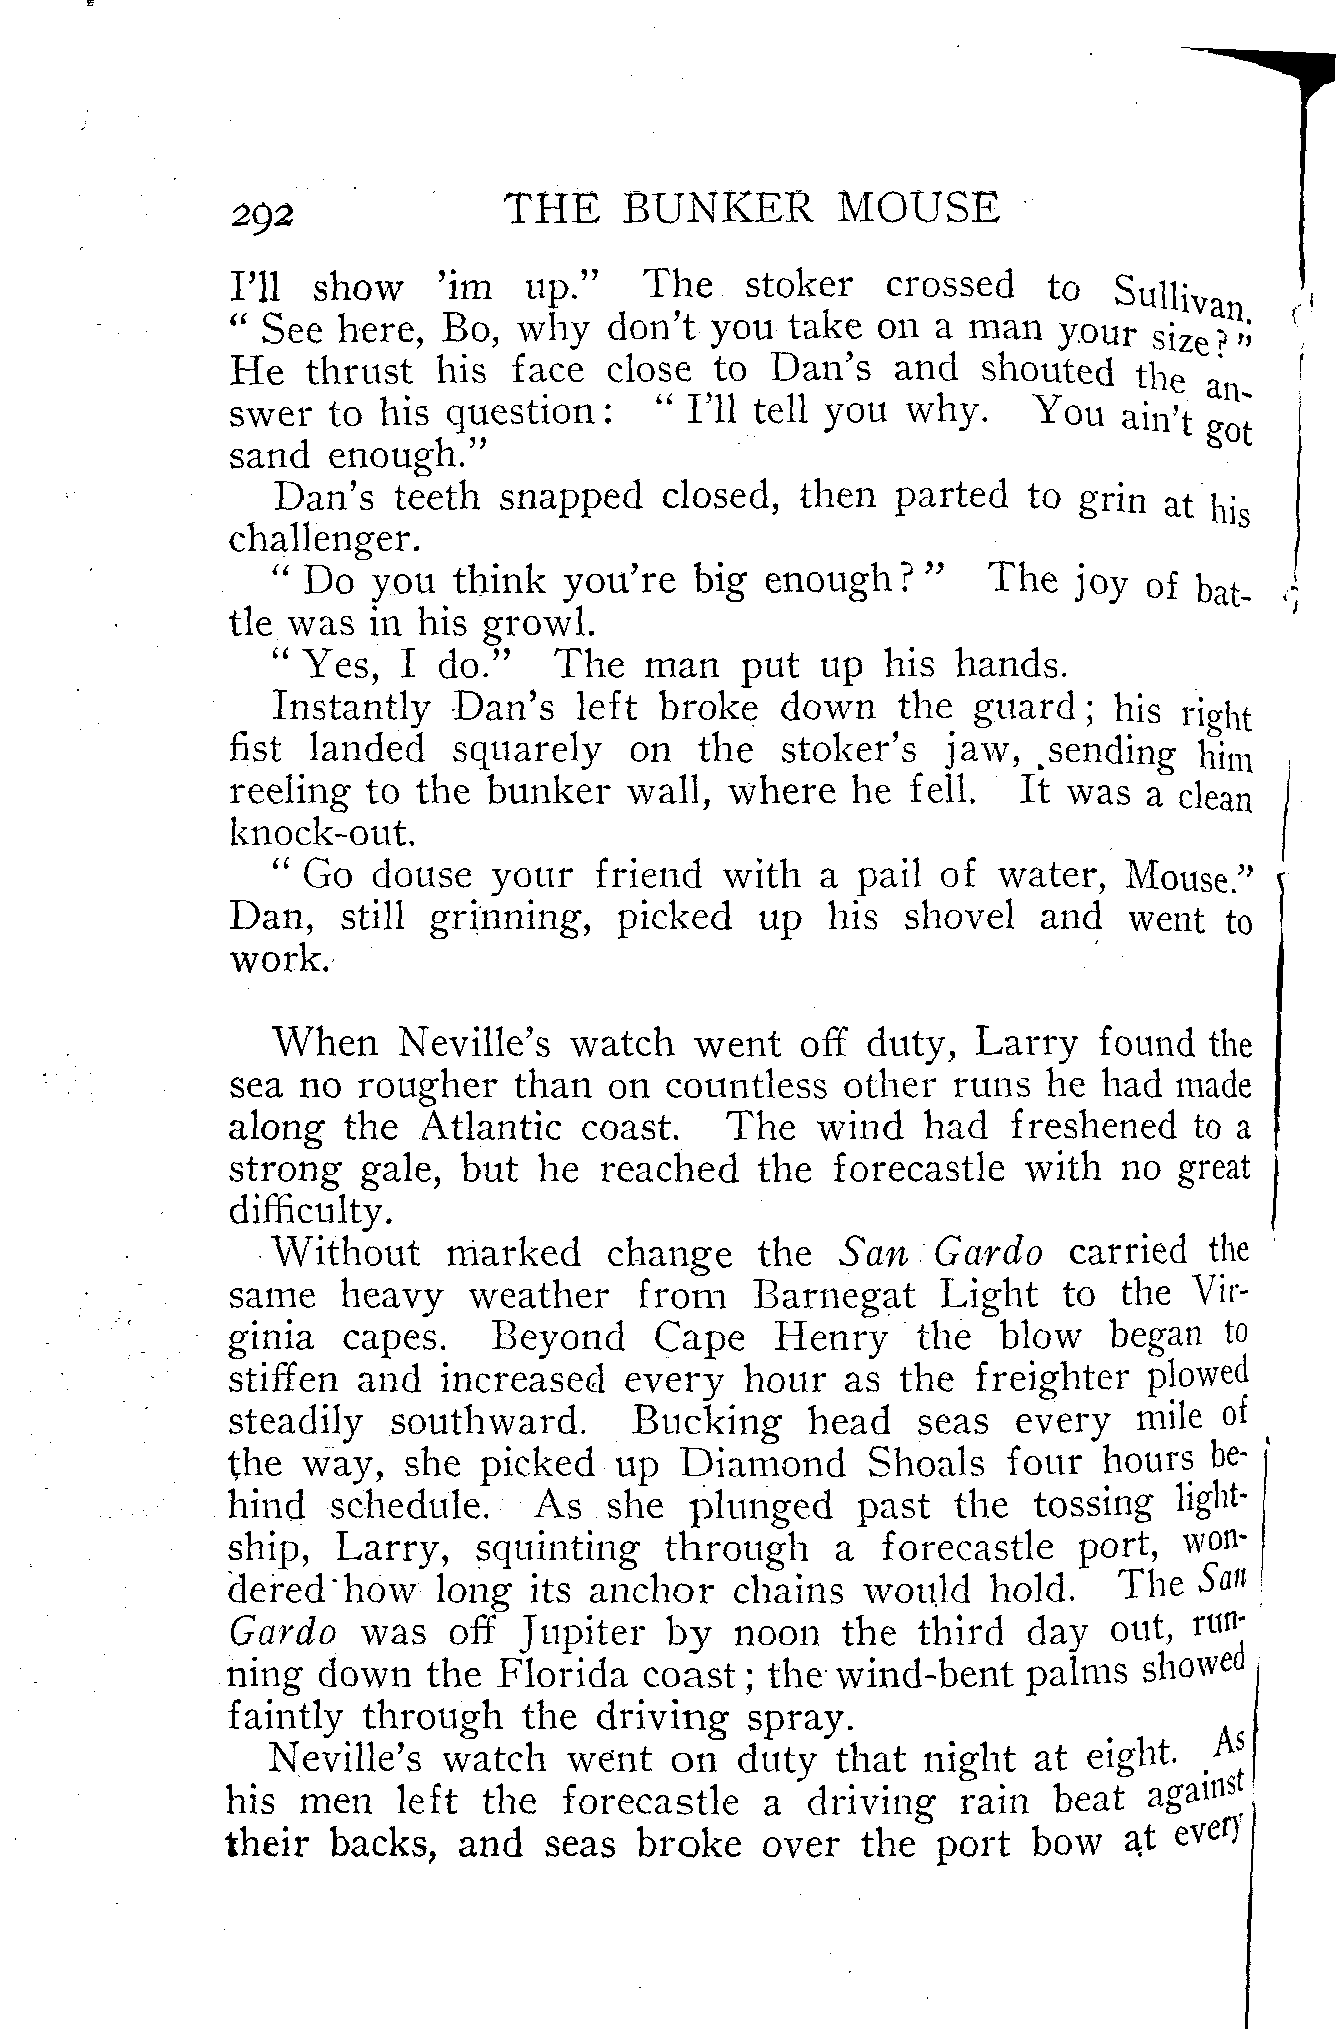 292 THE BUNKER MOUSE
I'll show 'im up." The stoker crossed to Sullivan.
" See here, Bo, why don't you take on a man your size? "
He thrust his face close to Dan's and shouted the an-
swer to his question: " I'll tell you why. You ain't got
sand enough."
Dan's teeth snapped closed, then parted to grin at his
challenger.
" Do you think you're big enough? " The joy of bat-
tle was in his growl.
" Yes, I do." The man put up his hands.
Instantly Dan's left broke down the guard; his right
fist landed squarely on the stoker's jaw, sending him
reeling to the bunker wall, where he fell. It was a clean
knock-out.
" Go douse your friend with a pail of water, Mouse."
Dan, still grinning, picked up his shovel and went to
work.
When Neville's watch went off duty, Larry found the
sea no rougher than on countless other runs he had made
along the Atlantic coast. The wind had freshened to a
strong gale, but he reached the forecastle with no great
difficulty.
Without marked change the San Gardo carried the
same heavy weather from Barnegat Light to the Vir-
ginia capes. Beyond Cape Henry the blow began to
stiffen and increased every hour as the freighter plowed
steadily southward. Bucking head seas every mile of
the way, she picked up Diamond Shoals four hours be-
hind schedule. As she plunged past the tossing light-
ship, Larry, squinting through a forecastle port, won-
dered how long its anchor chains would hold. The San
Gardo was off Jupiter by noon the third day out, run-
ning down the Florida coast; the wind-bent palms showed
faintly through the driving spray.
Neville's watch went on duty that night at eight. As
his men left the forecastle a driving rain beat against
their backs, and seas broke over the port bow at every